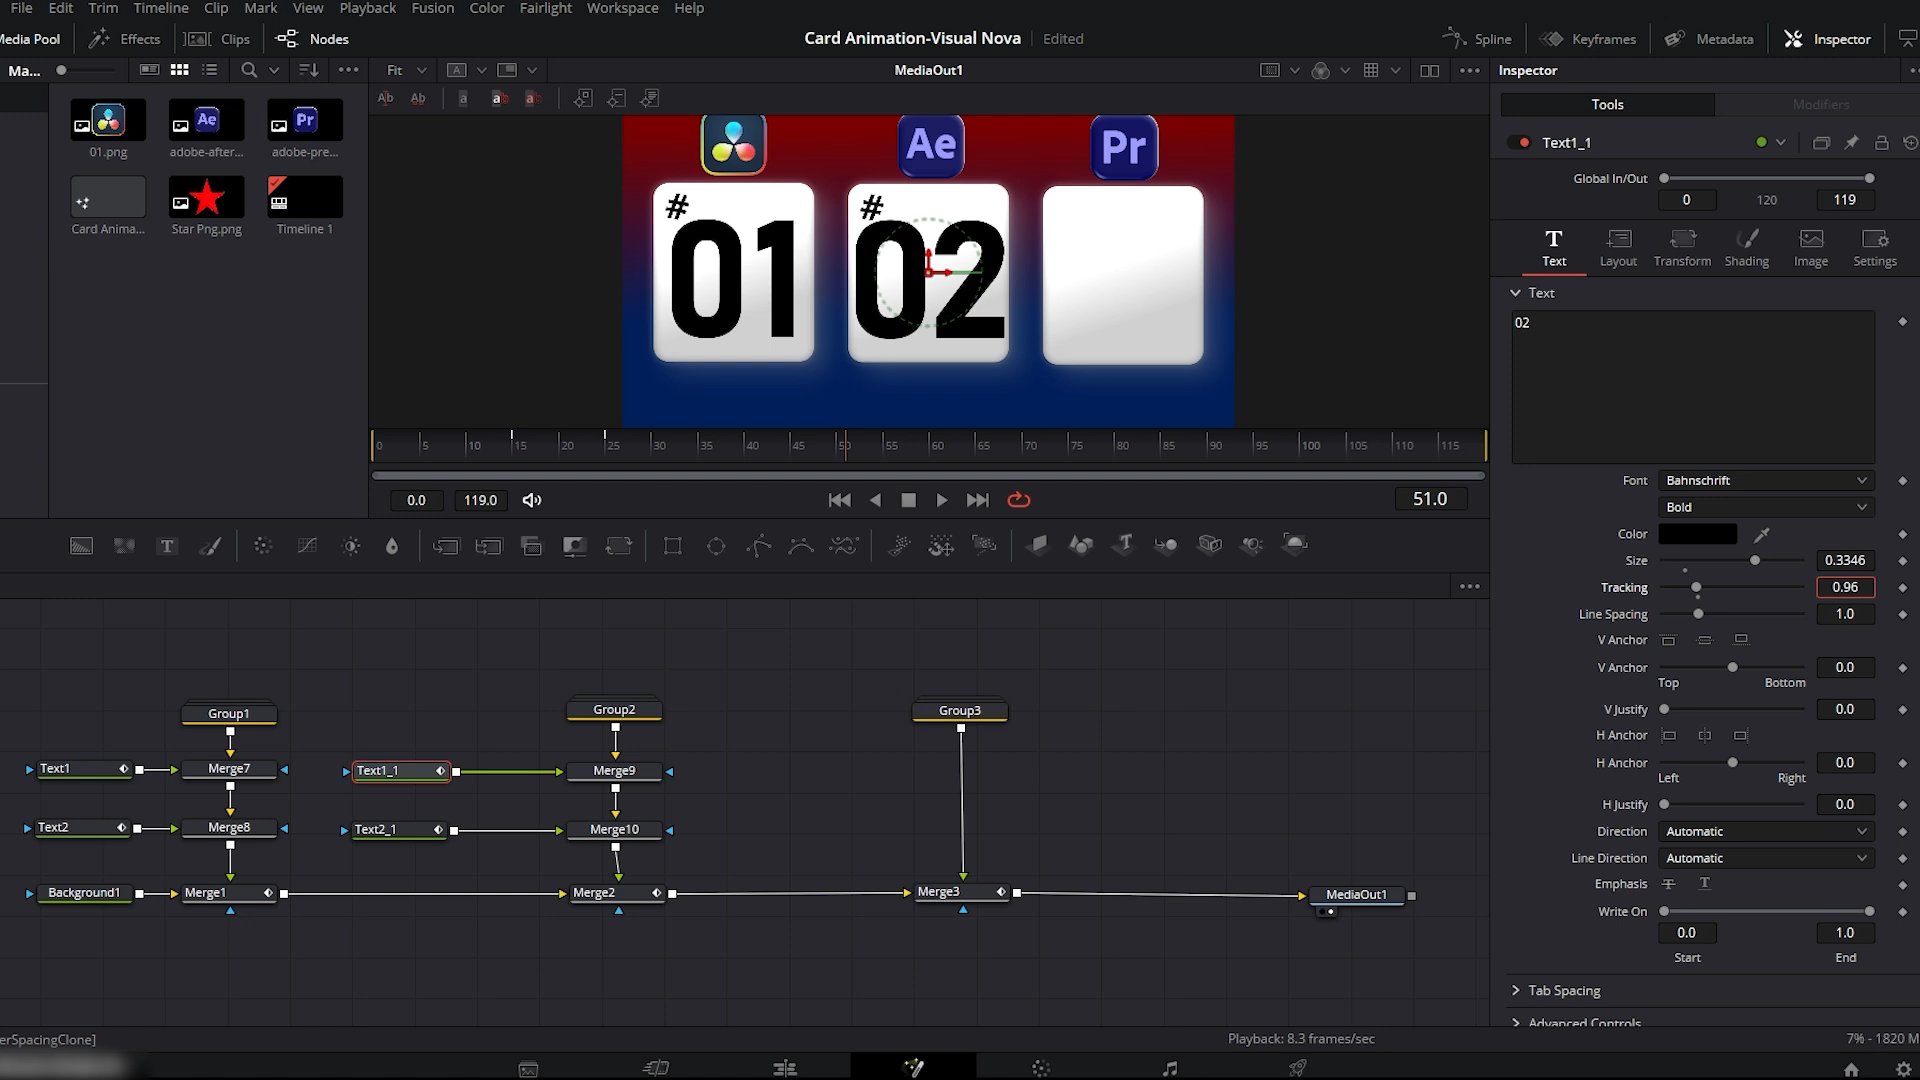 File Edit Trim Timeline Clip Mark View Playback Fusion Color Fairlight Workspace Help
Media Pool Effects Clips Nodes Card Animation-Visual Nova Edited Spline Keyframes Metadata Inspector
Ma... Fit A MediaOut1 Inspector
Ab Ab a ab a
Tools Modifiers
01.png adobe-after... adobe-pre...
Ae Pr
Card Anima... Star Png.png Timeline 1
Ae Pr
# 01 # 02
Text1_1
Global In/Out
0 120 119
Text Layout Transform Shading Image Settings
Text
02
0 5 10 15 20 25 30 35 40 45 50 55 60 65 70 75 80 85 90 95 100 105 110 115
0.0 119.0 51.0
Font Bahnschrift
Bold
Color
Size 0.3346
Tracking 0.96
Line Spacing 1.0
V Anchor
V Anchor 0.0
Top Bottom
V Justify 0.0
H Anchor
H Anchor 0.0
Left Right
H Justify 0.0
Direction Automatic
Line Direction Automatic
Emphasis
Write On
0.0 1.0
Start End
Tab Spacing
Advanced Controls
Group1 Group2 Group3
Text1 Merge7 Text1_1 Merge9
Text2 Merge8 Text2_1 Merge10
Background1 Merge1 Merge2 Merge3 MediaOut1
erSpacingClone] Playback: 8.3 frames/sec 7% - 1820 M